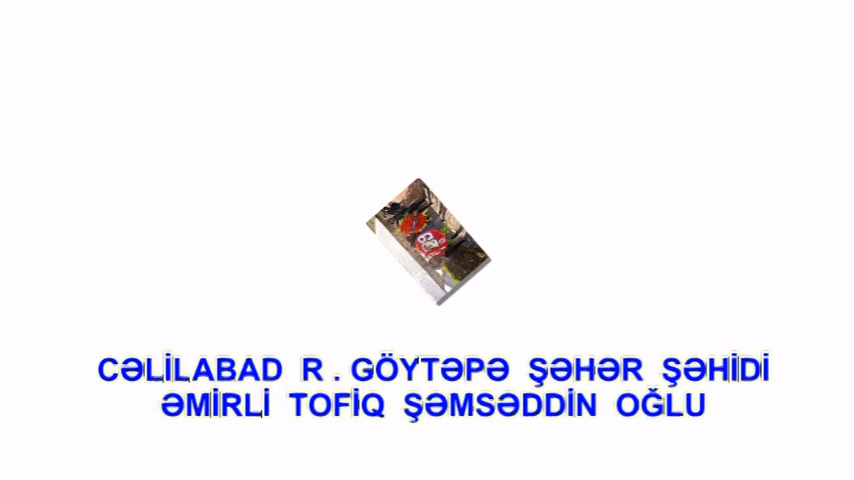 CƏLİLABAD R . GÖYTƏPƏ ŞƏHƏR ŞƏHİDİ
ƏMİRLİ TOFİQ ŞƏMSƏDDİN OĞLU